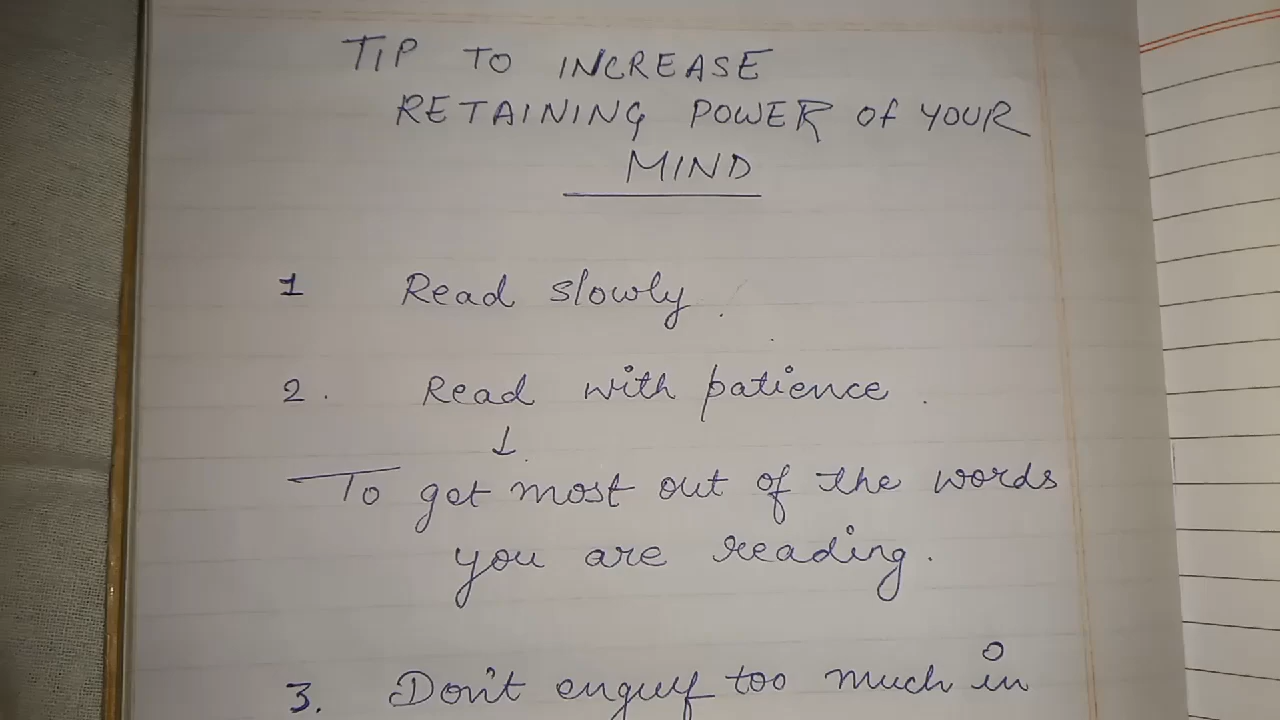 TIP TO INCREASE
RETAINING POWER Of YOUR
MIND
1 Read slowly.
2. Read with patience.
↓
To get most out of the words
you are reading.
3. Don't engulf too much in